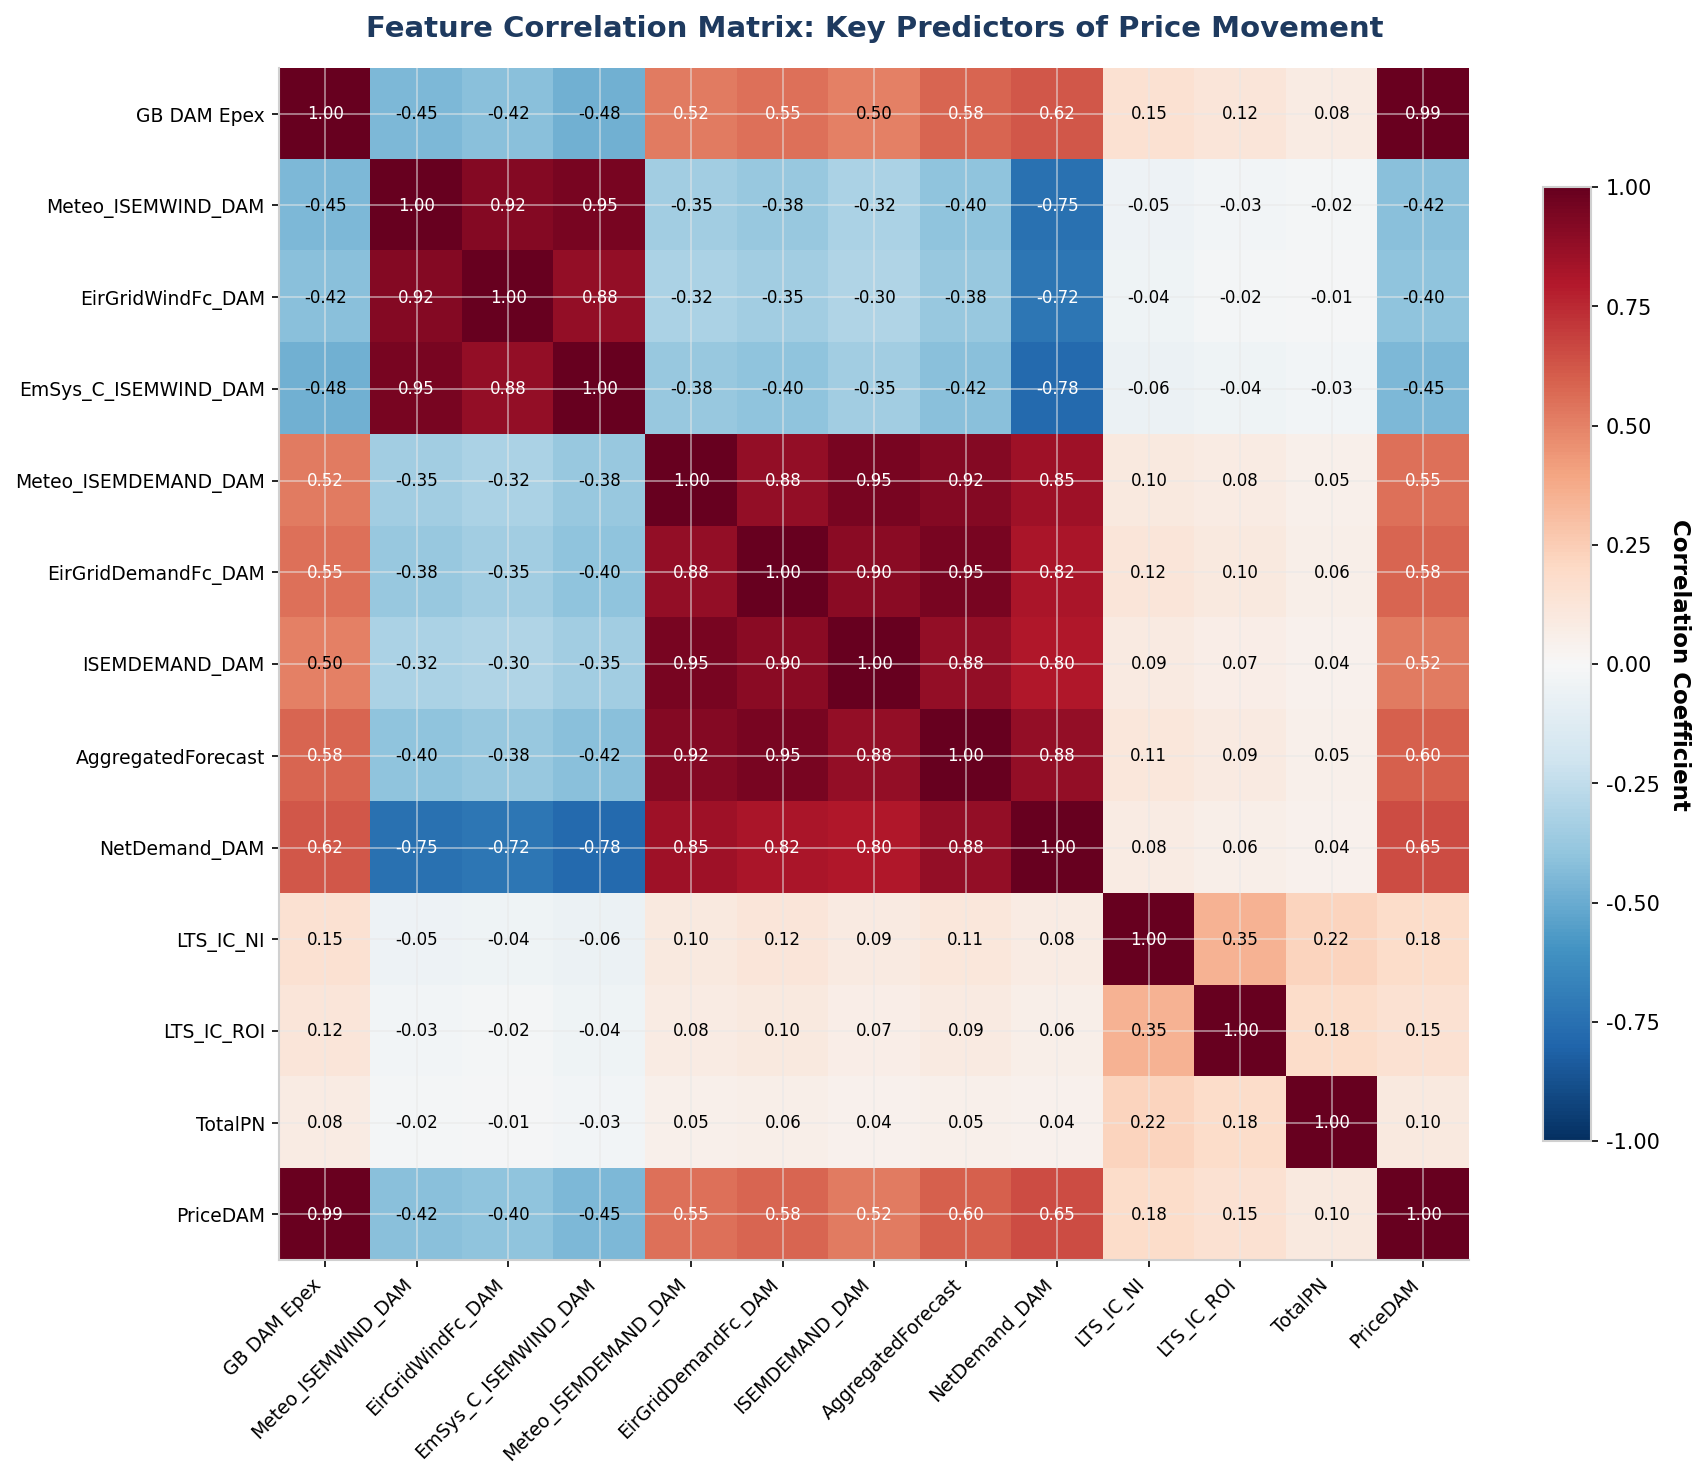 Feature Correlation Matrix: Key Predictors of Price Movement
GB DAM Epex 1.00 -0.45 -0.42 -0.48 0.52 0.55 0.50 0.58 0.62 0.15 0.12 0.08 0.99
Meteo_ISEMWIND_DAM -0.45 1.00 0.92 0.95 -0.35 -0.38 -0.32 -0.40 -0.75 -0.05 -0.03 -0.02 -0.42
EirGridWindFc_DAM -0.42 0.92 1.00 0.88 -0.32 -0.35 -0.30 -0.38 -0.72 -0.04 -0.02 -0.01 -0.40
EmSys_C_ISEMWIND_DAM -0.48 0.95 0.88 1.00 -0.38 -0.40 -0.35 -0.42 -0.78 -0.06 -0.04 -0.03 -0.45
Meteo_ISEMDEMAND_DAM 0.52 -0.35 -0.32 -0.38 1.00 0.88 0.95 0.92 0.85 0.10 0.08 0.05 0.55
EirGridDemandFc_DAM 0.55 -0.38 -0.35 -0.40 0.88 1.00 0.90 0.95 0.82 0.12 0.10 0.06 0.58
ISEMDEMAND_DAM 0.50 -0.32 -0.30 -0.35 0.95 0.90 1.00 0.88 0.80 0.09 0.07 0.04 0.52
AggregatedForecast 0.58 -0.40 -0.38 -0.42 0.92 0.95 0.88 1.00 0.88 0.11 0.09 0.05 0.60
NetDemand_DAM 0.62 -0.75 -0.72 -0.78 0.85 0.82 0.80 0.88 1.00 0.08 0.06 0.04 0.65
LTS_IC_NI 0.15 -0.05 -0.04 -0.06 0.10 0.12 0.09 0.11 0.08 1.00 0.35 0.22 0.18
LTS_IC_ROI 0.12 -0.03 -0.02 -0.04 0.08 0.10 0.07 0.09 0.06 0.35 1.00 0.18 0.15
TotalPN 0.08 -0.02 -0.01 -0.03 0.05 0.06 0.04 0.05 0.04 0.22 0.18 1.00 0.10
PriceDAM 0.99 -0.42 -0.40 -0.45 0.55 0.58 0.52 0.60 0.65 0.18 0.15 0.10 1.00
GB DAM Epex
Meteo_ISEMWIND_DAM
EirGridWindFc_DAM
EmSys_C_ISEMWIND_DAM
Meteo_ISEMDEMAND_DAM
EirGridDemandFc_DAM
ISEMDEMAND_DAM
AggregatedForecast
NetDemand_DAM
LTS_IC_NI
LTS_IC_ROI
TotalPN
PriceDAM
1.00
0.75
0.50
0.25
0.00
-0.25
-0.50
-0.75
-1.00
Correlation Coefficient